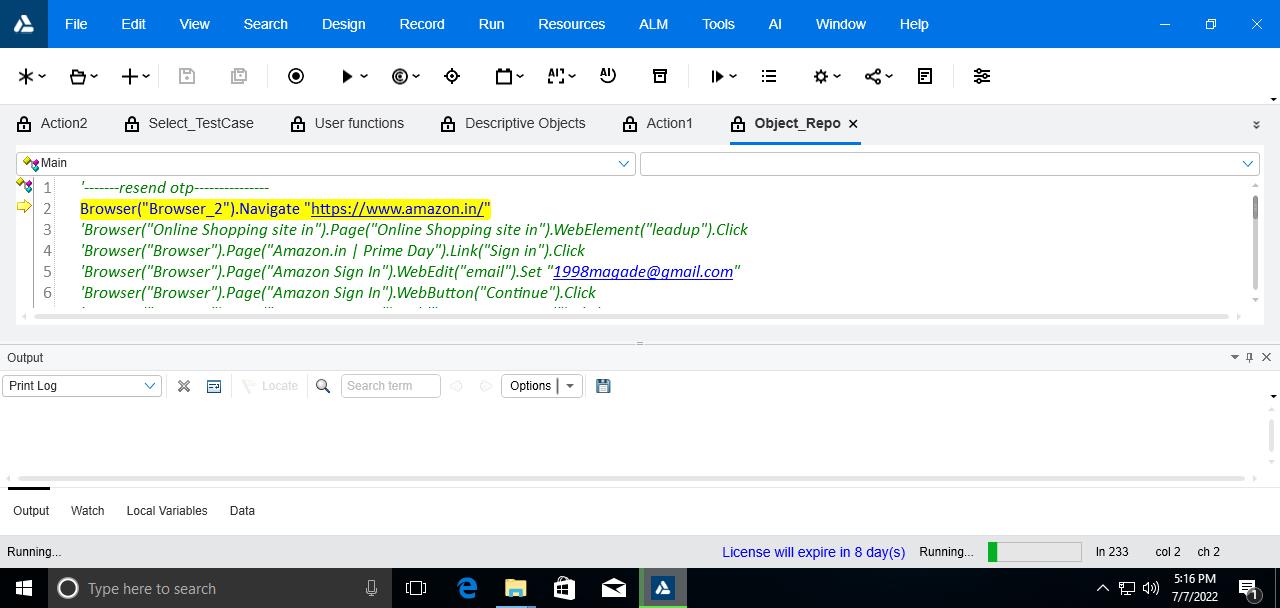 File Edit View Search Design Record Run Resources ALM Tools AI Window Help
Action2 Select_TestCase User functions Descriptive Objects Action1 Object_Repo
Main
1 '-------resend otp---------------
2 Browser("Browser_2").Navigate "https://www.amazon.in/"
3 'Browser("Online Shopping site in").Page("Online Shopping site in").WebElement("leadup").Click
4 'Browser("Browser").Page("Amazon.in | Prime Day").Link("Sign in").Click
5 'Browser("Browser").Page("Amazon Sign In").WebEdit("email").Set "1998magade@gmail.com"
6 'Browser("Browser").Page("Amazon Sign In").WebButton("Continue").Click
Output
Print Log Locate Search term Options
Output Watch Local Variables Data
Running... License will expire in 8 day(s) Running... ln 233 col 2 ch 2
Type here to search
5:16 PM
7/7/2022
1